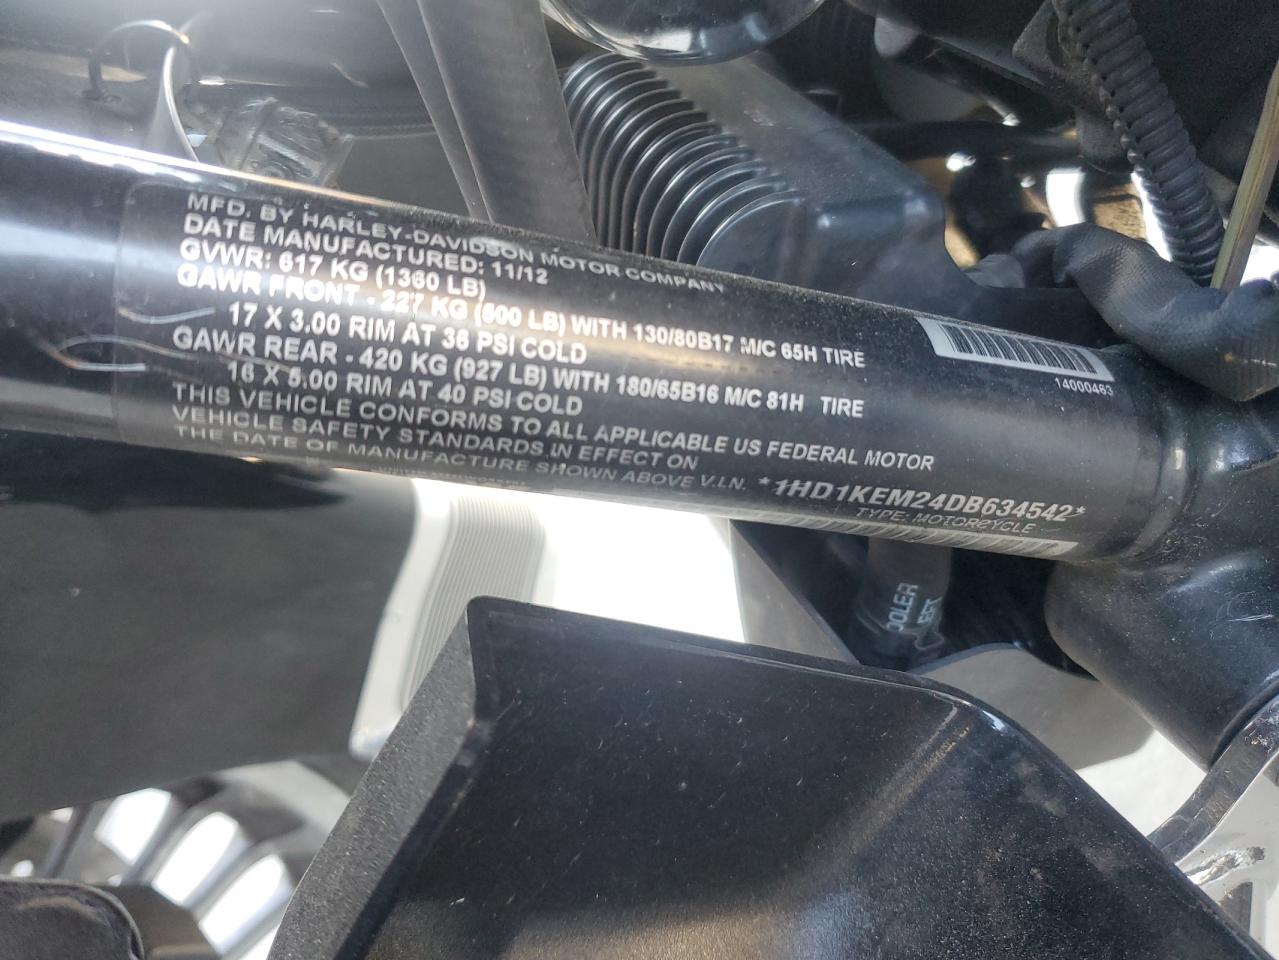 MFD. BY HARLEY-DAVIDSON MOTOR COMPANY
DATE MANUFACTURED: 11/12
GVWR: 617 KG (1360 LB)
GAWR FRONT - 227 KG (500 LB) WITH 130/80B17 M/C 65H TIRE
17 X 3.00 RIM AT 36 PSI COLD
GAWR REAR - 420 KG (927 LB) WITH 180/65B16 M/C 81H TIRE
16 X 5.00 RIM AT 40 PSI COLD
THIS VEHICLE CONFORMS TO ALL APPLICABLE US FEDERAL MOTOR
VEHICLE SAFETY STANDARDS IN EFFECT ON
THE DATE OF MANUFACTURE SHOWN ABOVE V.I.N. *1HD1KEM24DB634542*
TYPE: MOTORCYCLE
14000463